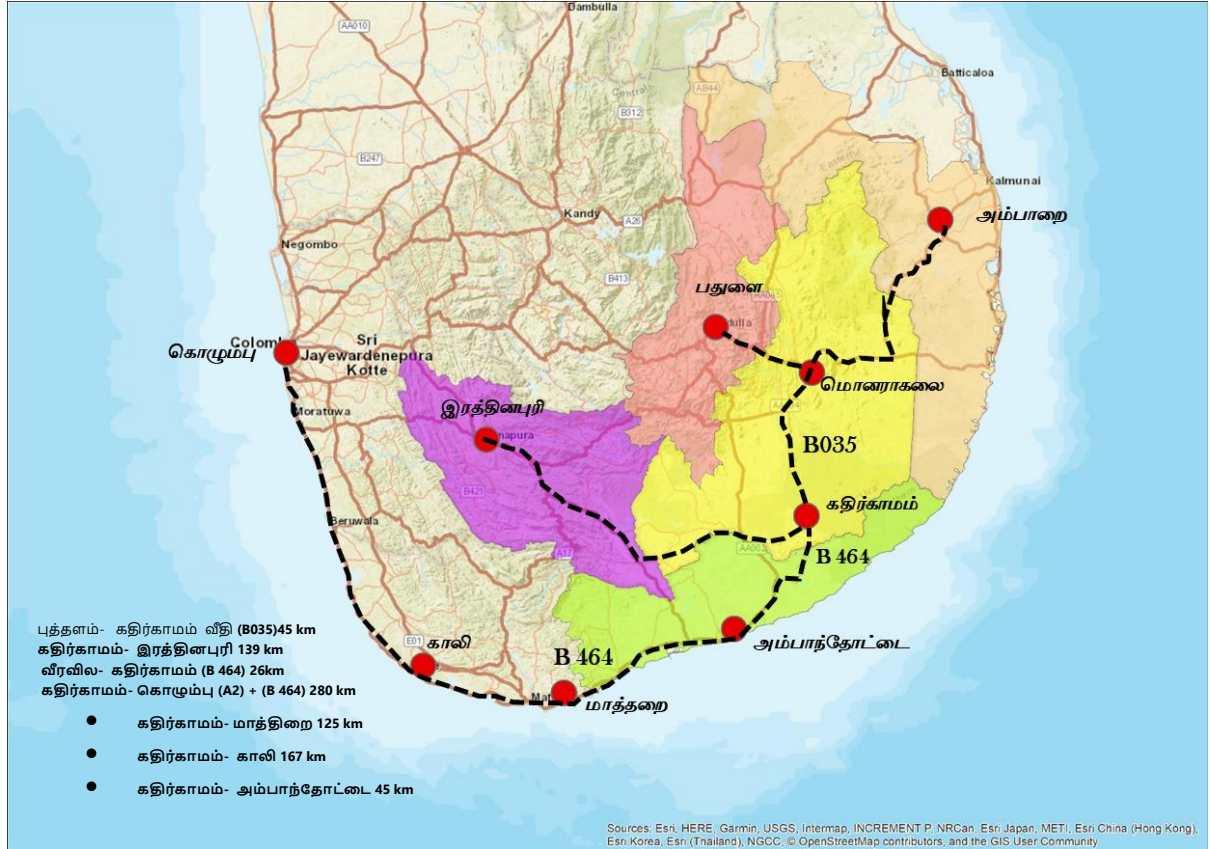 Dambulla
AA010
AB44
Batticaloa
Central
B312
B247
Kalmunai
Kandy
A26
அம்பாறை
Negombo
B413
பதுளை
கொழும்பு
Sri
Jayewardenepura
Kotte
மொனராகலை
Moratuwa
இரத்தினபுரி
B035
B421
கதிர்காமம்
Beruwala
A17
AA002
B 464
புத்தளம்- கதிர்காமம் வீதி (B035)45 km
கதிர்காமம்- இரத்தினபுரி 139 km
வீரவில- கதிர்காமம் (B 464) 26km
கதிர்காமம்- கொழும்பு (A2) + (B 464) 280 km
• கதிர்காமம்- மாத்திறை 125 km
• கதிர்காமம்- காலி 167 km
• கதிர்காமம்- அம்பாந்தோட்டை 45 km
E01
காலி
B 464
அம்பாந்தோட்டை
மாத்தறை
Sources: Esri, HERE, Garmin, USGS, Intermap, INCREMENT P, NRCan, Esri Japan, METI, Esri China (Hong Kong),
Esri Korea, Esri (Thailand), NGCC, © OpenStreetMap contributors, and the GIS User Community